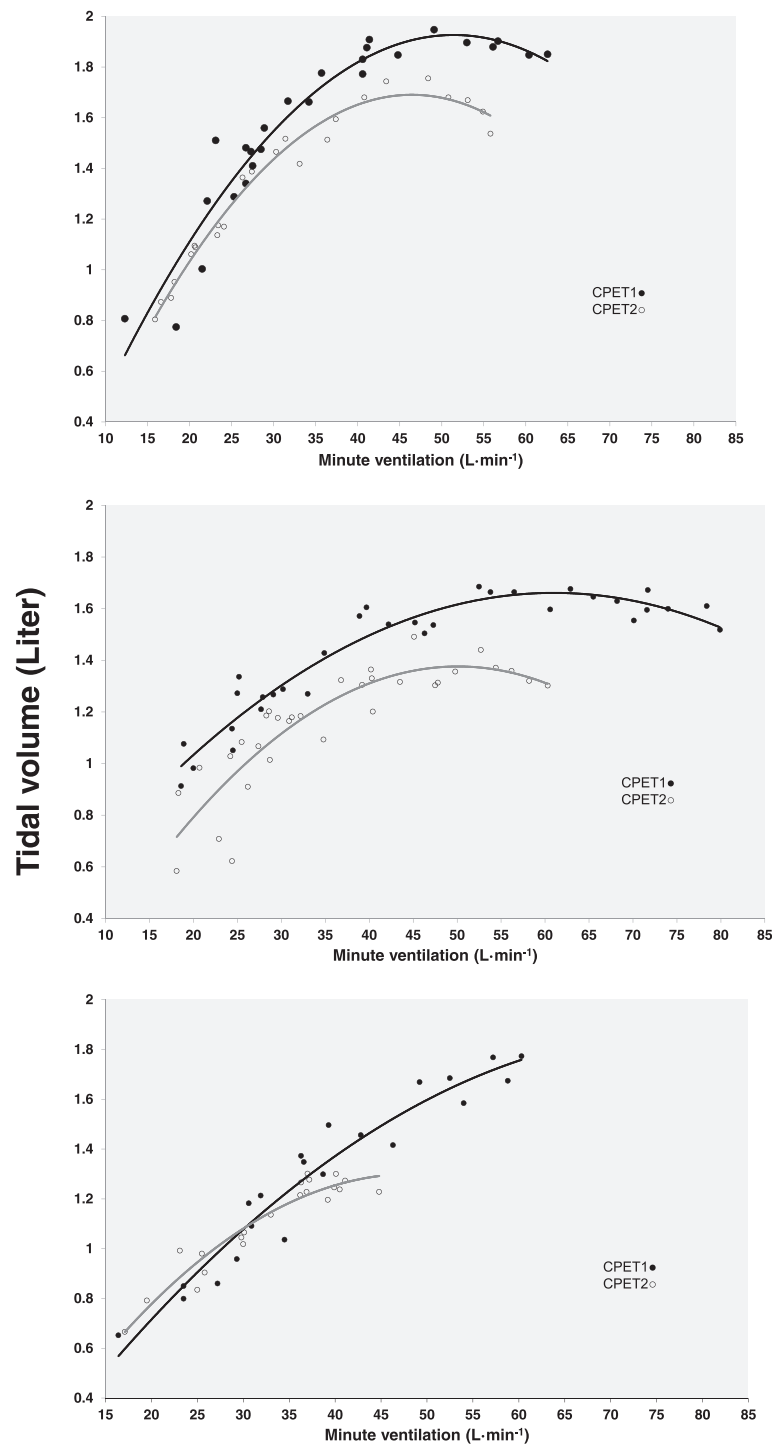 Tidal volume (Liter)
2
1.8
1.6
1.4
1.2
1
0.8
0.6
0.4
CPET1
CPET2
10 15 20 25 30 35 40 45 50 55 60 65 70 75 80 85
Minute ventilation (L·min-1)
2
1.8
1.6
1.4
1.2
1
0.8
0.6
0.4
CPET1
CPET2
10 15 20 25 30 35 40 45 50 55 60 65 70 75 80 85
Minute ventilation (L·min-1)
2
1.8
1.6
1.4
1.2
1
0.8
0.6
0.4
CPET1
CPET2
15 20 25 30 35 40 45 50 55 60 65 70 75 80 85
Minute ventilation (L·min-1)